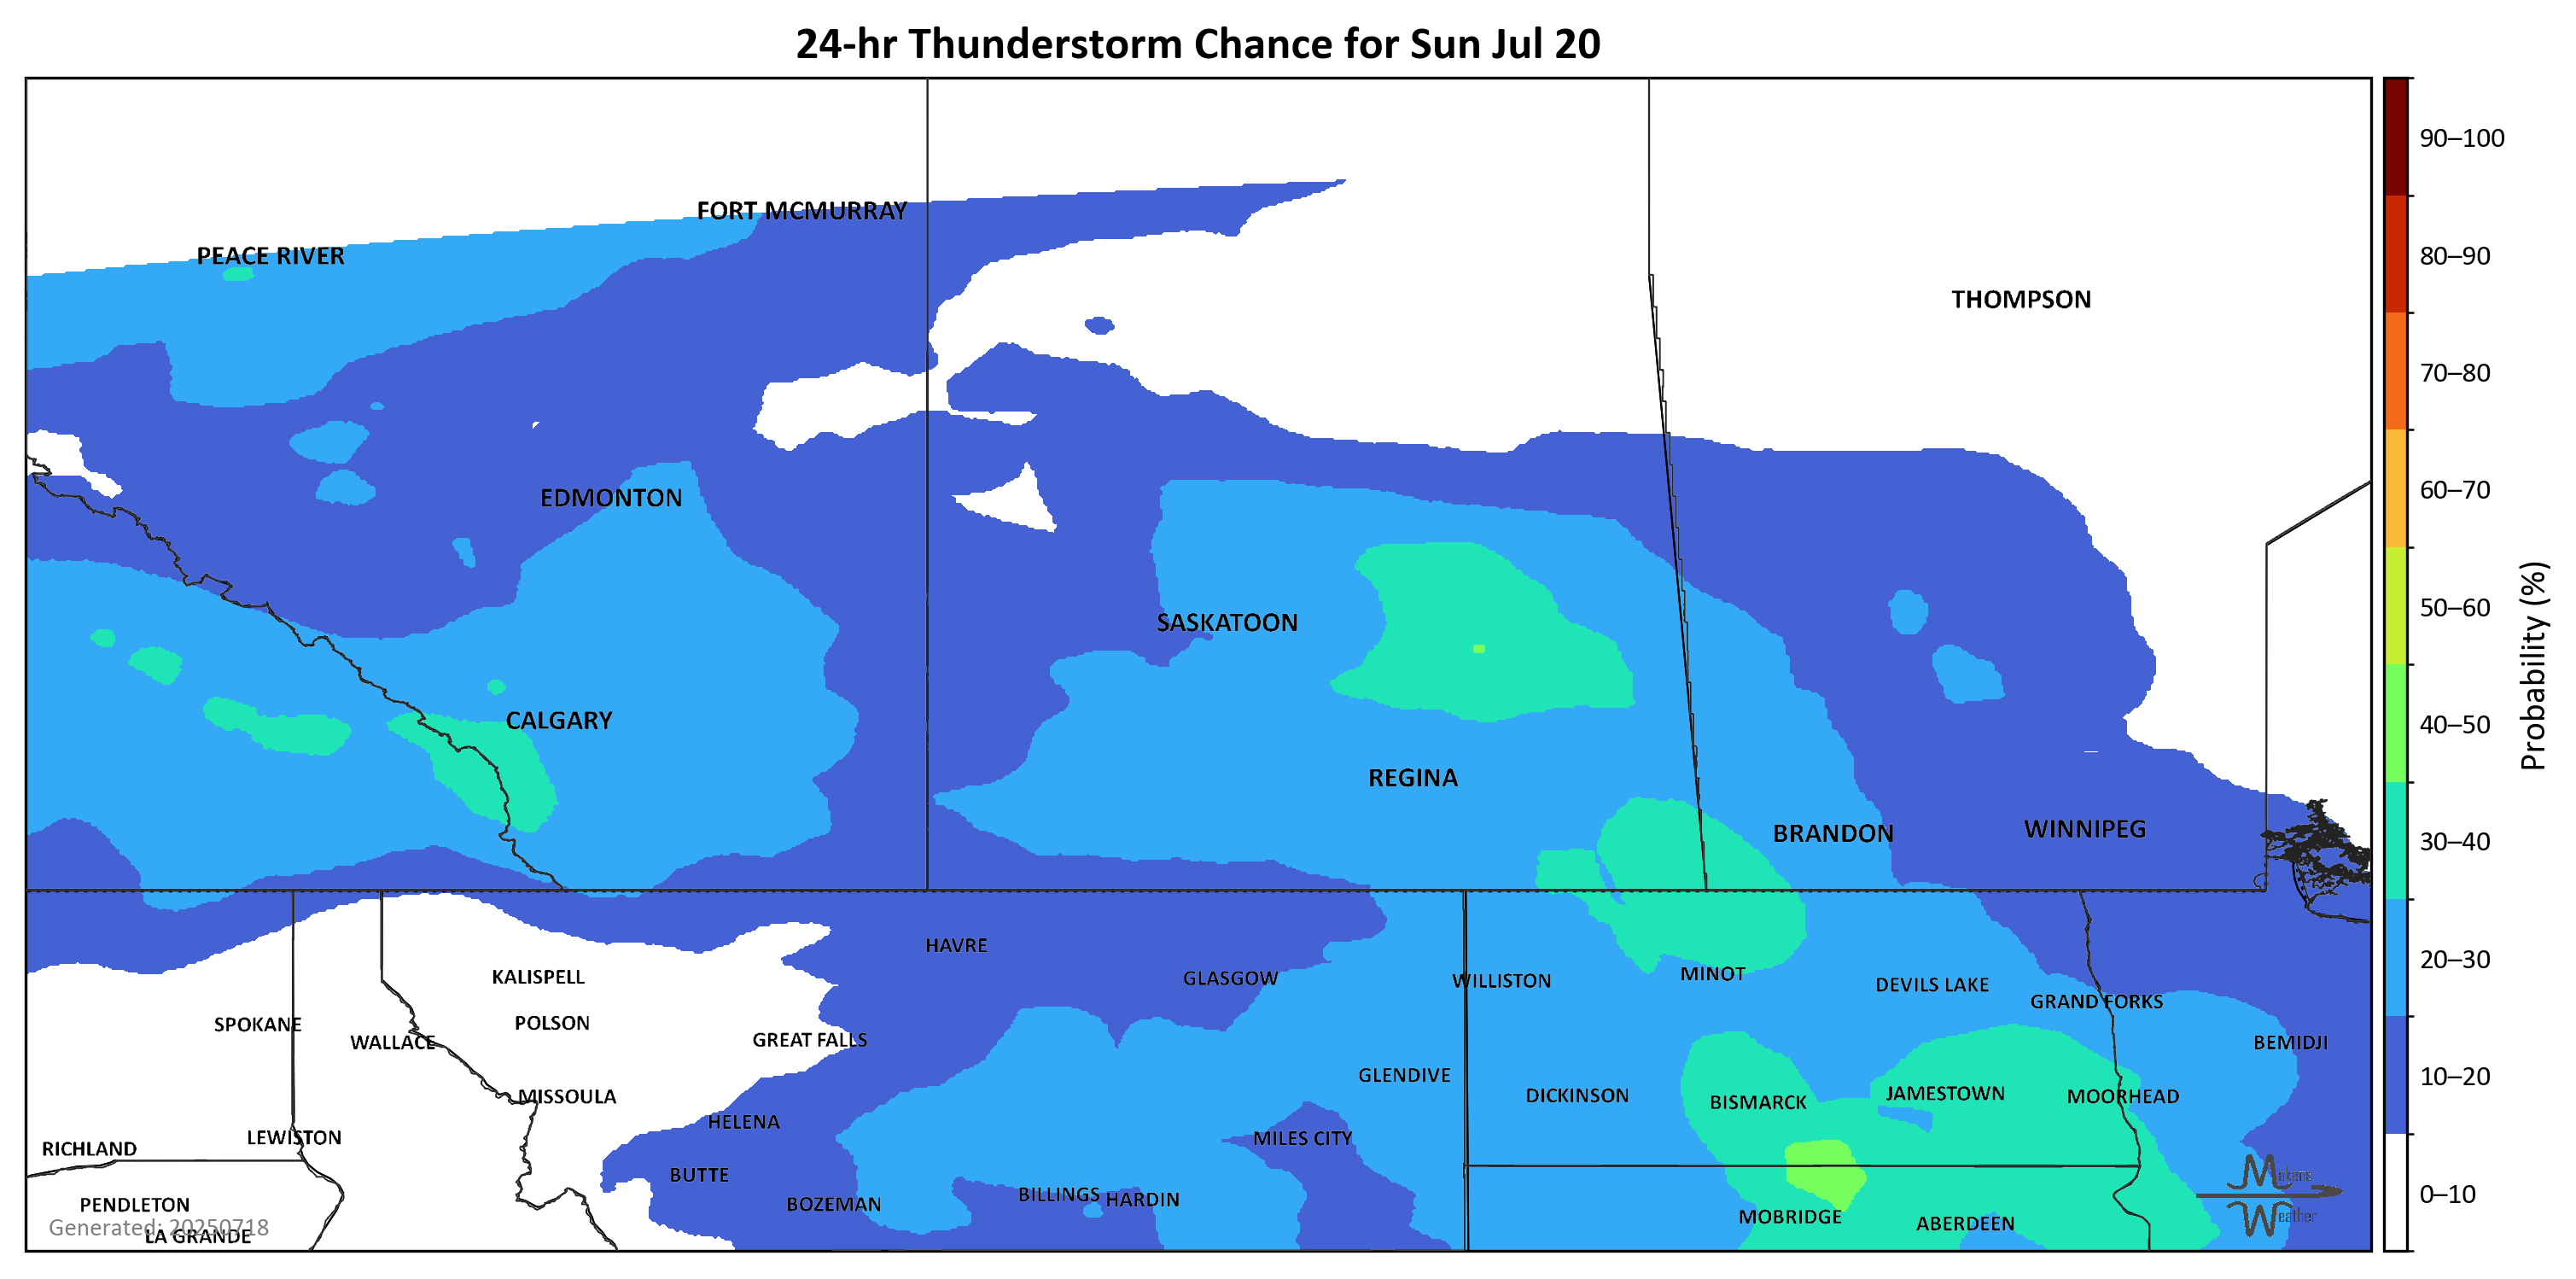 24-hr Thunderstorm Chance for Sun Jul 20
90–100
FORT MCMURRAY
PEACE RIVER
80–90
THOMPSON
70–80
EDMONTON
60–70
SASKATOON
50–60
CALGARY
40–50
REGINA
Probability (%)
BRANDON
WINNIPEG
30–40
HAVRE
KALISPELL
GLASGOW
WILLISTON
MINOT
DEVILS LAKE
20–30
GRAND FORKS
SPOKANE
POLSON
WALLACE
GREAT FALLS
BEMIDJI
GLENDIVE
10–20
MISSOULA
DICKINSON
BISMARCK
JAMESTOWN
MOORHEAD
HELENA
LEWISTON
MILES CITY
RICHLAND
BUTTE
Mekens
Weather
BILLINGS
HARDIN
0–10
PENDLETON
BOZEMAN
MOBRIDGE
ABERDEEN
Generated: 20250718
LA GRANDE